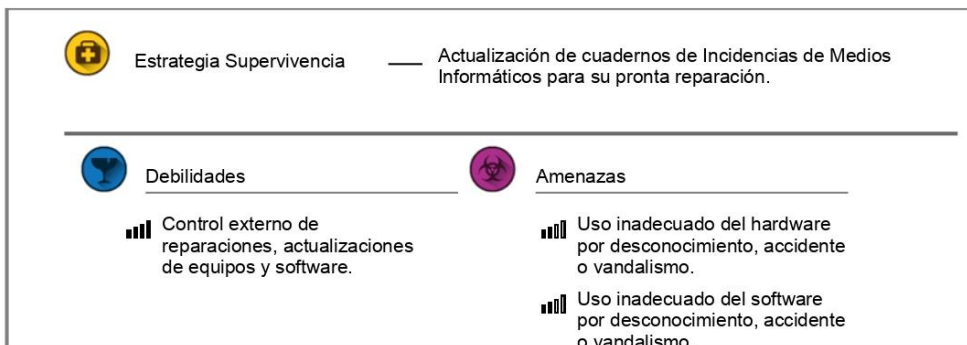 Estrategia Supervivencia
Actualización de cuadernos de Incidencias de Medios
Informáticos para su pronta reparación.
Debilidades
Control externo de
reparaciones, actualizaciones
de equipos y software.
Amenazas
Uso inadecuado del hardware
por desconocimiento, accidente
o vandalismo.
Uso inadecuado del software
por desconocimiento, accidente
o vandalismo.